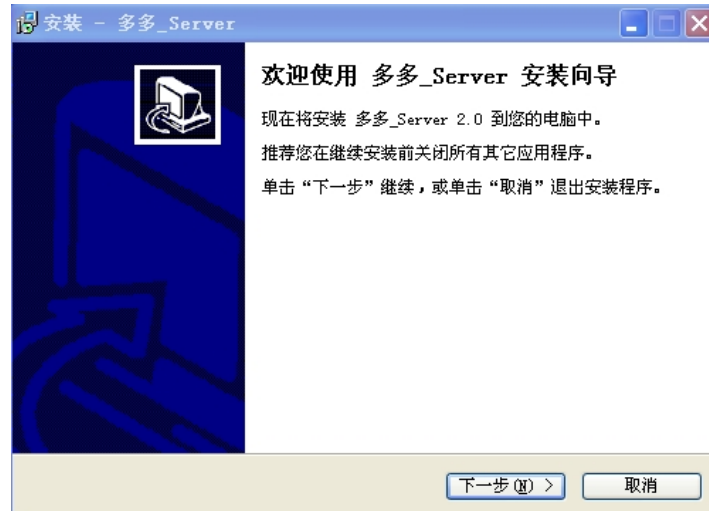 安装 - 多多_Server
欢迎使用 多多_Server 安装向导
现在将安装 多多_Server 2.0 到您的电脑中。
推荐您在继续安装前关闭所有其它应用程序。
单击“下一步”继续，或单击“取消”退出安装程序。
下一步(N) >
取消